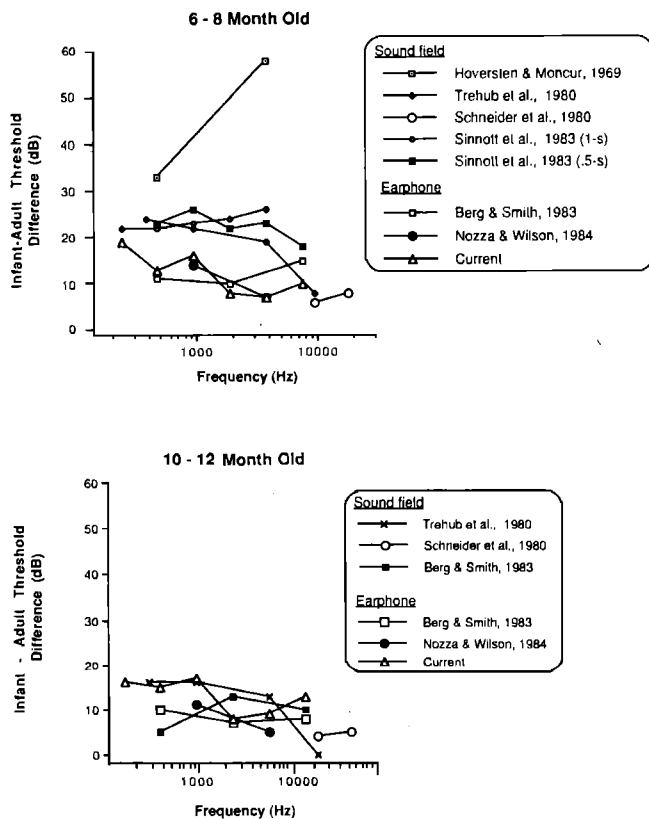 6 - 8 Month Old
60
50
40
30
20
10
0
Infant-Adult Threshold
Difference (dB)
1000
10000
Frequency (Hz)
Sound field
Hoversten & Moncur, 1969
Trehub et al., 1980
Schneider et al., 1980
Sinnott et al., 1983 (1-s)
Sinnott et al., 1983 (.5-s)
Earphone
Berg & Smith, 1983
Nozza & Wilson, 1984
Current
10 - 12 Month Old
60
50
40
30
20
10
0
Infant - Adult Threshold
Difference (dB)
1000
10000
Frequency (Hz)
Sound field
Trehub et al., 1980
Schneider et al., 1980
Berg & Smith, 1983
Earphone
Berg & Smith, 1983
Nozza & Wilson, 1984
Current